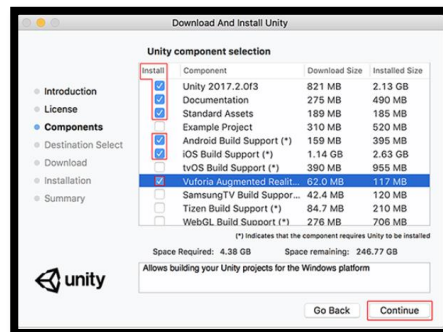 Download And Install Unity
Unity component selection
Install Component Download Size Installed Size
Unity 2017.2.0f3 821 MB 2.13 GB
Documentation 275 MB 490 MB
Standard Assets 189 MB 185 MB
Example Project 310 MB 520 MB
Android Build Support (*) 159 MB 395 MB
iOS Build Support (*) 1.14 GB 2.63 GB
tvOS Build Support (*) 390 MB 955 MB
Vuforia Augmented Realit... 62.0 MB 117 MB
SamsungTV Build Suppor... 42.4 MB 120 MB
Tizen Build Support (*) 84.7 MB 210 MB
WebGL Build Support (*) 276 MB 706 MB
(*) Indicates that the component requires Unity to be installed
Space Required: 4.38 GB Space remaining: 246.77 GB
Allows building your Unity projects for the Windows platform
Introduction
License
Components
Destination Select
Download
Installation
Summary
unity
Go Back Continue